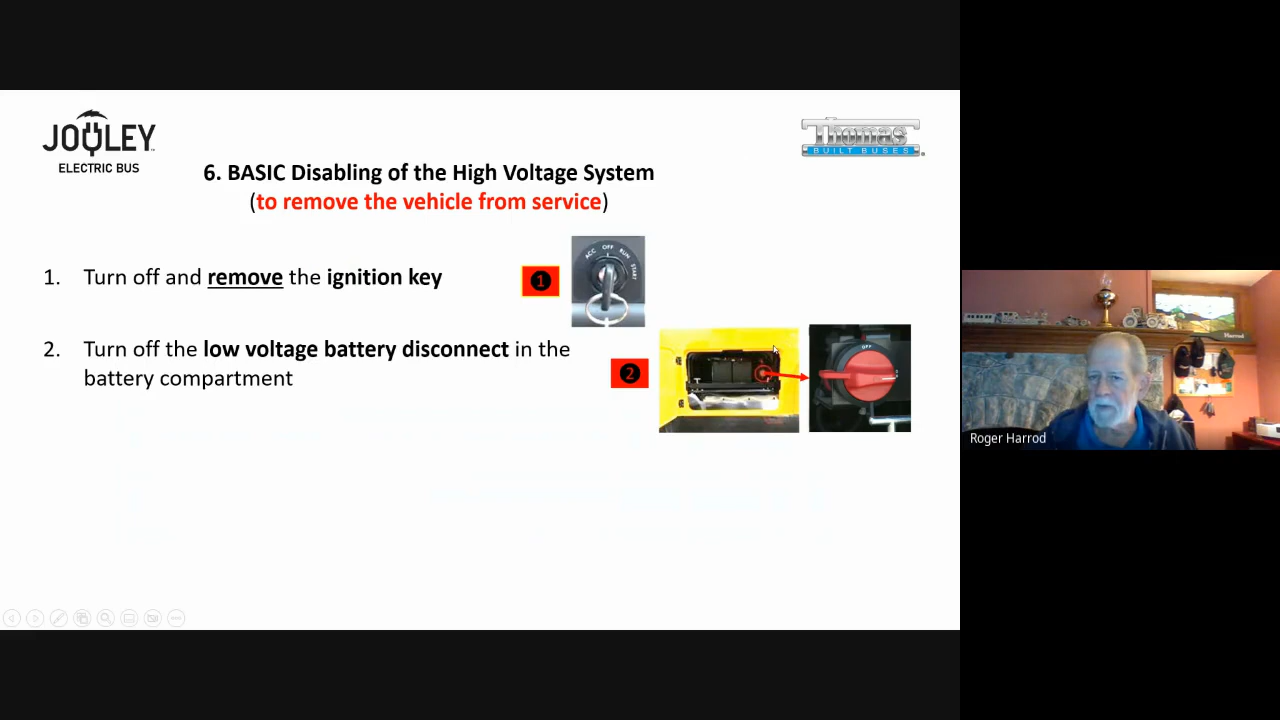 JOULEY
ELECTRIC BUS
Thomas
BUILT BUSES
6. BASIC Disabling of the High Voltage System
(to remove the vehicle from service)
1. Turn off and remove the ignition key
1
ACC OFF RUN START
2. Turn off the low voltage battery disconnect in the
battery compartment
2
OFF
Harrod
Roger Harrod